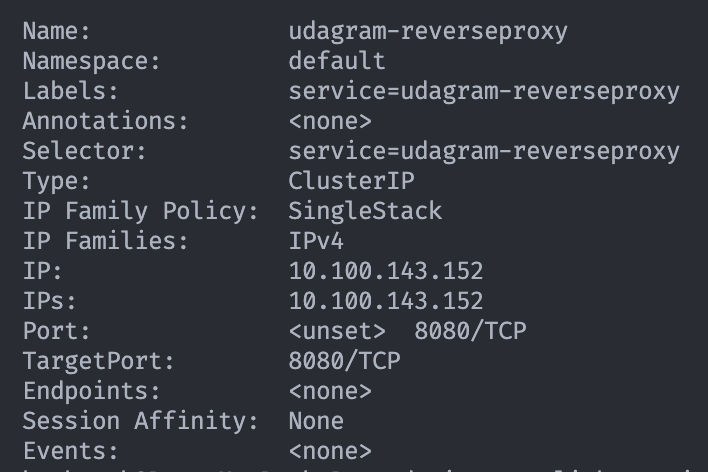 Name: udagram-reverseproxy
Namespace: default
Labels: service=udagram-reverseproxy
Annotations: <none>
Selector: service=udagram-reverseproxy
Type: ClusterIP
IP Family Policy: SingleStack
IP Families: IPv4
IP: 10.100.143.152
IPs: 10.100.143.152
Port: <unset> 8080/TCP
TargetPort: 8080/TCP
Endpoints: <none>
Session Affinity: None
Events: <none>